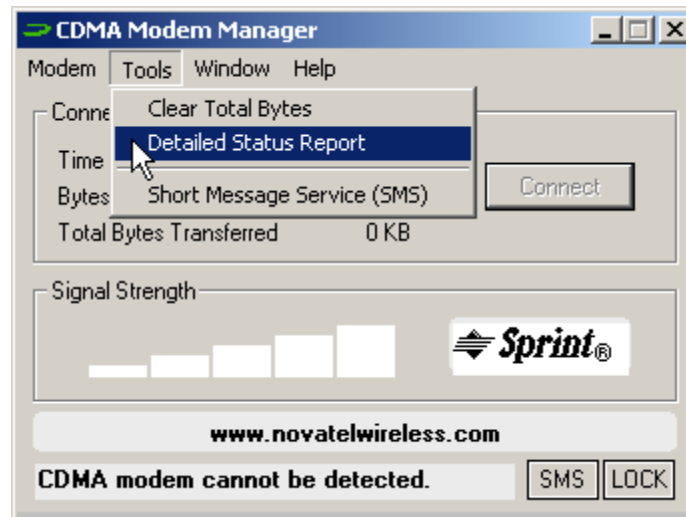 CDMA Modem Manager
Modem Tools Window Help
Conne
Clear Total Bytes
Detailed Status Report
Time
Short Message Service (SMS)
Bytes
Connect
Total Bytes Transferred 0 KB
Signal Strength
Sprint®
www.novatelwireless.com
CDMA modem cannot be detected.
SMS LOCK